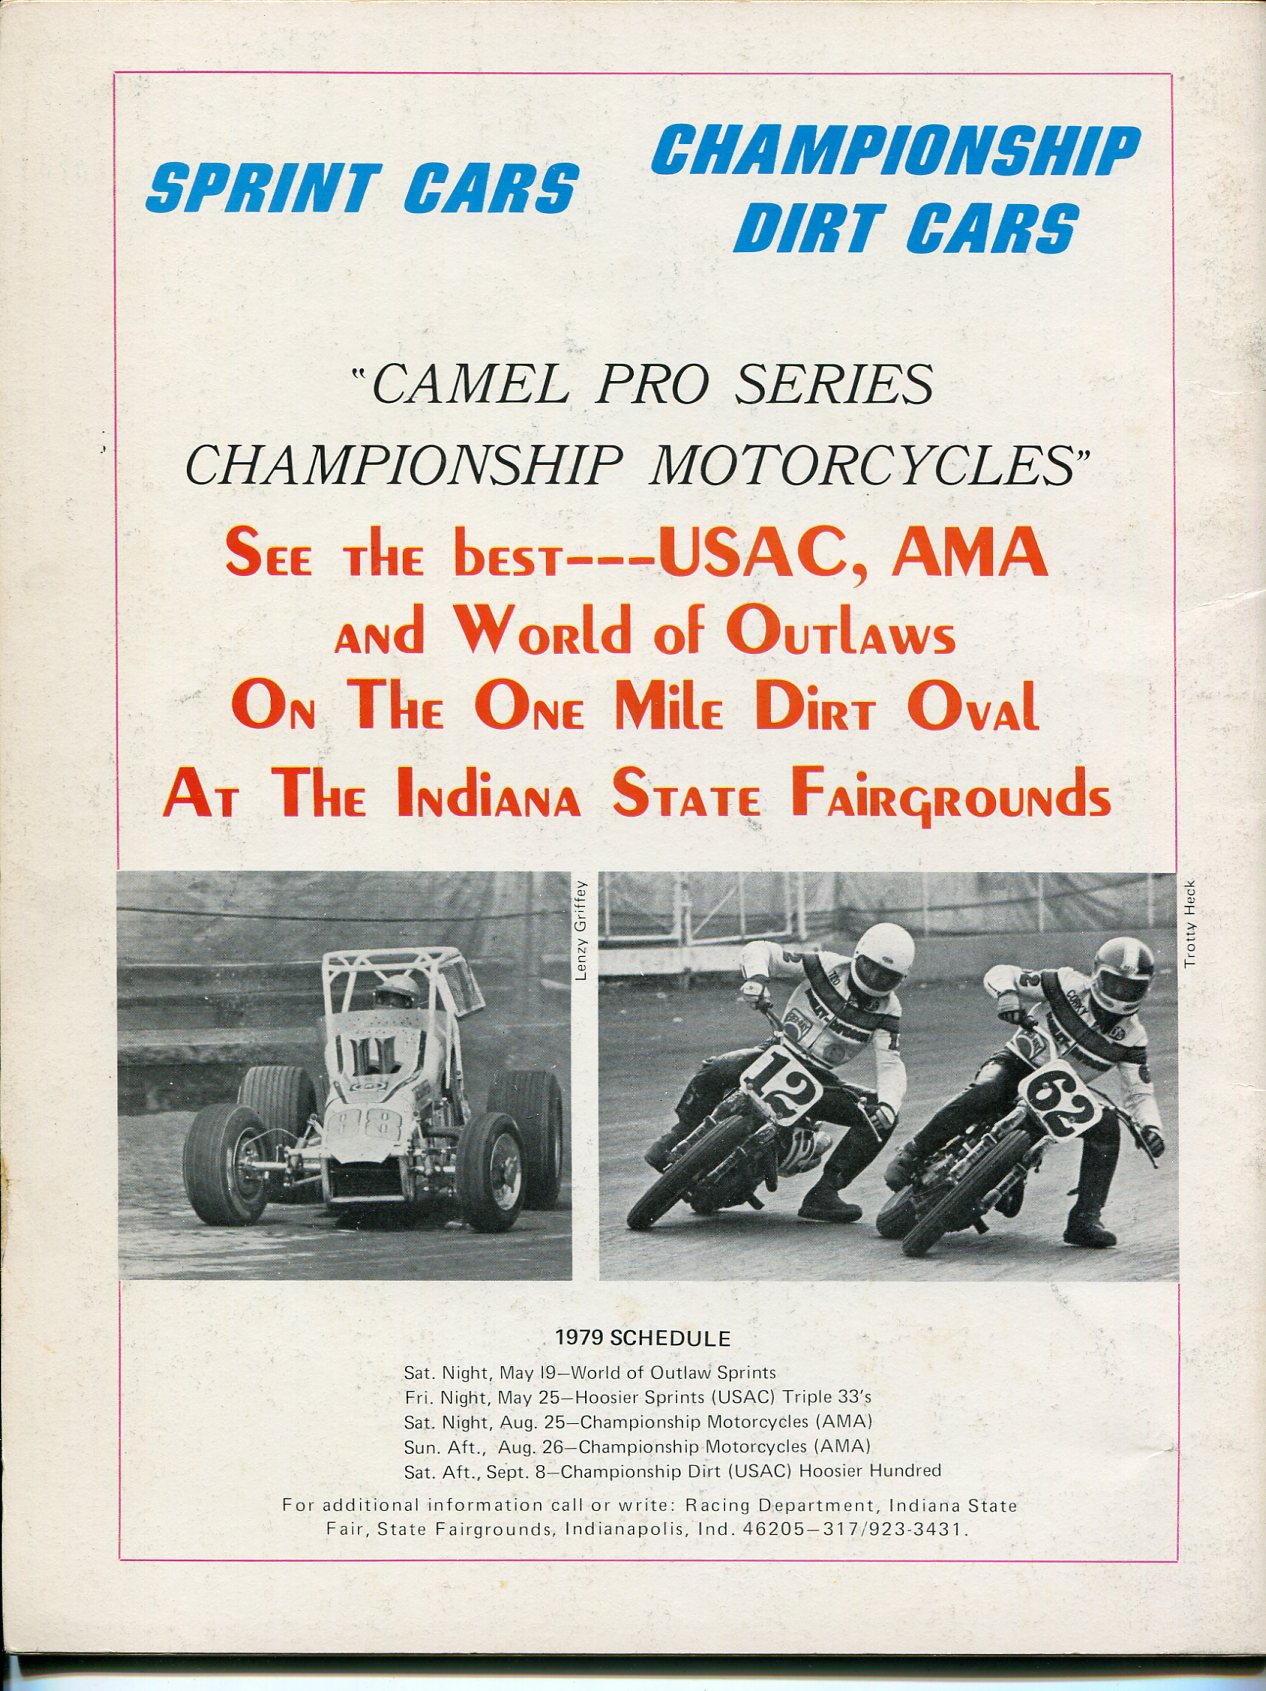 SPRINT CARS
CHAMPIONSHIP
DIRT CARS
"CAMEL PRO SERIES
CHAMPIONSHIP MOTORCYCLES"
See the best---USAC, AMA
and World of Outlaws
On The One Mile Dirt Oval
At The Indiana State Fairgrounds
Lenzy Griffey
Trotty Heck
88
12
62
CORKY
1979 SCHEDULE
Sat. Night, May 19—World of Outlaw Sprints
Fri. Night, May 25—Hoosier Sprints (USAC) Triple 33's
Sat. Night, Aug. 25—Championship Motorcycles (AMA)
Sun. Aft., Aug. 26—Championship Motorcycles (AMA)
Sat. Aft., Sept. 8—Championship Dirt (USAC) Hoosier Hundred
For additional information call or write: Racing Department, Indiana State
Fair, State Fairgrounds, Indianapolis, Ind. 46205—317/923-3431.